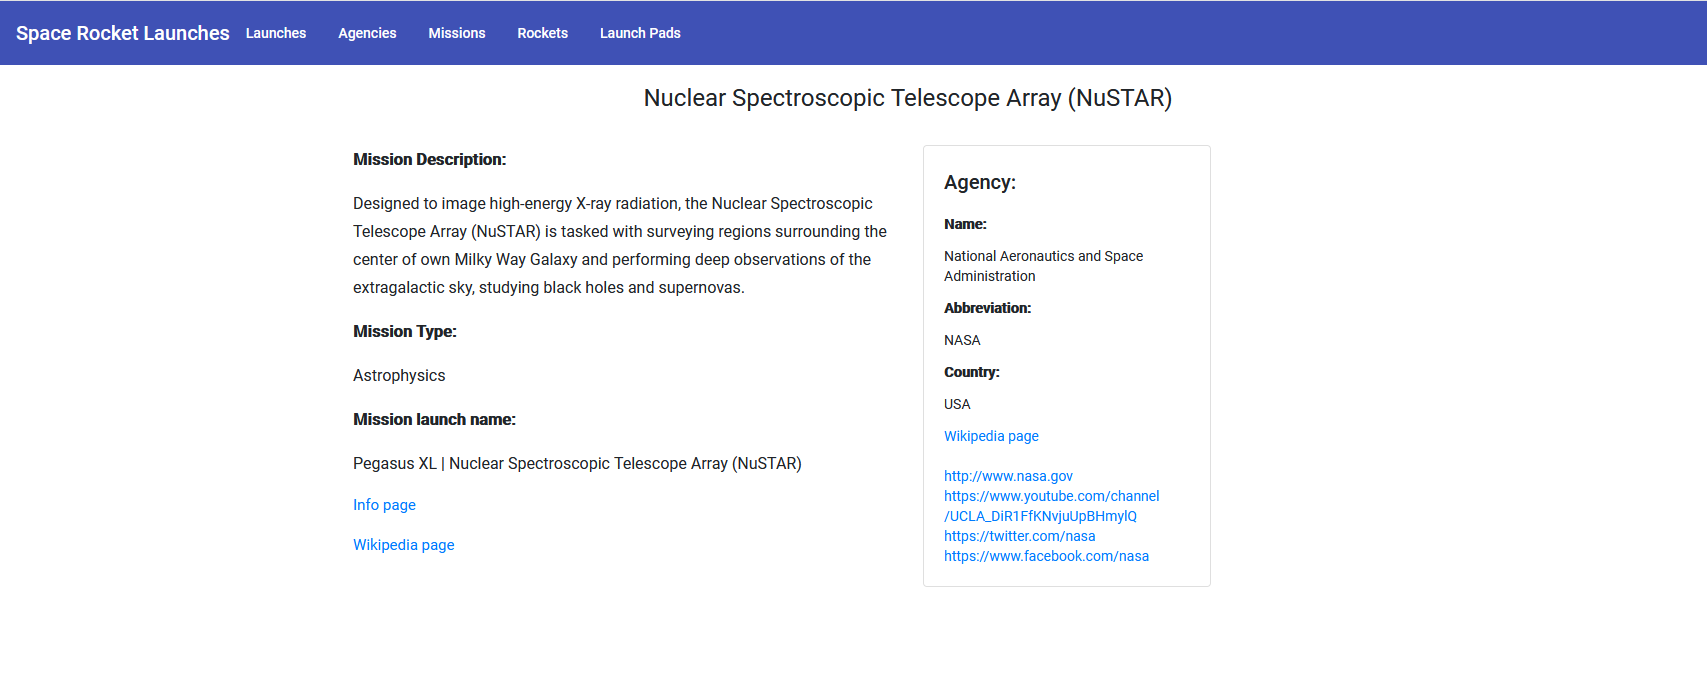 Space Rocket Launches Launches Agencies Missions Rockets Launch Pads
Nuclear Spectroscopic Telescope Array (NuSTAR)
Mission Description:
Designed to image high-energy X-ray radiation, the Nuclear Spectroscopic
Telescope Array (NuSTAR) is tasked with surveying regions surrounding the
center of own Milky Way Galaxy and performing deep observations of the
extragalactic sky, studying black holes and supernovas.
Mission Type:
Astrophysics
Mission launch name:
Pegasus XL | Nuclear Spectroscopic Telescope Array (NuSTAR)
Info page
Wikipedia page
Agency:
Name:
National Aeronautics and Space
Administration
Abbreviation:
NASA
Country:
USA
Wikipedia page
http://www.nasa.gov
https://www.youtube.com/channel
/UCLA_DiR1FfKNvjuUpBHmylQ
https://twitter.com/nasa
https://www.facebook.com/nasa